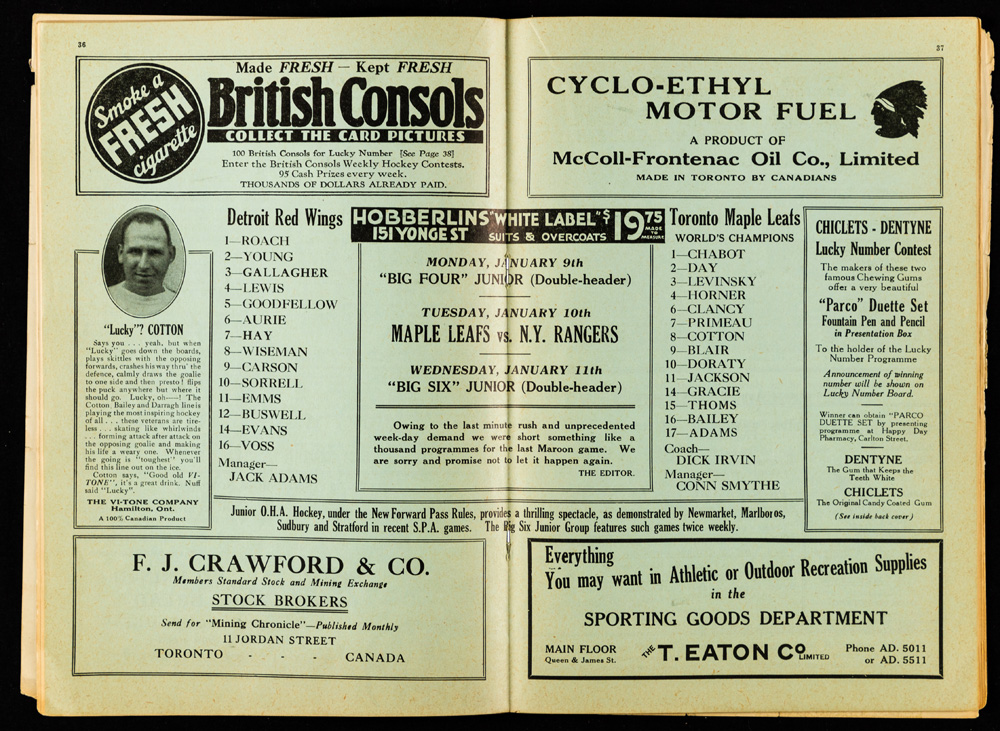 36
Smoke a
FRESH
cigarette
Made FRESH — Kept FRESH
British Consols
COLLECT THE CARD PICTURES
100 British Consols for Lucky Number [See Page 38]
Enter the British Consols Weekly Hockey Contests.
95 Cash Prizes every week.
THOUSANDS OF DOLLARS ALREADY PAID.
"Lucky"? COTTON
Says you . . . yeah, but when
"Lucky" goes down the boards,
plays skittles with the opposing
forwards, crashes his way thru' the
defence, calmly draws the goalie
to one side and then presto! flips
the puck anywhere but where it
should go. Lucky, oh——! The
Cotton, Bailey and Darragh line is
playing the most inspiring hockey
of all . . . these veterans are tire-
less . . . skating like whirlwinds
. . . forming attack after attack on
the opposing goalie and making
his life a weary one. Whenever
the going is "toughest" you'll
find this line out on the ice.
Cotton says, "Good old VI-
TONE", it's a great drink. Nuff
said "Lucky".
THE VI-TONE COMPANY
Hamilton, Ont.
A 100% Canadian Product
Detroit Red Wings
1—ROACH
2—YOUNG
3—GALLAGHER
4—LEWIS
5—GOODFELLOW
6—AURIE
7—HAY
8—WISEMAN
9—CARSON
10—SORRELL
11—EMMS
12—BUSWELL
14—EVANS
16—VOSS
Manager—
JACK ADAMS
HOBBERLINS "WHITE LABEL" $19.75
151 YONGE ST SUITS & OVERCOATS MADE TO MEASURE
MONDAY, JANUARY 9th
"BIG FOUR" JUNIOR (Double-header)
TUESDAY, JANUARY 10th
MAPLE LEAFS vs. N.Y. RANGERS
WEDNESDAY, JANUARY 11th
"BIG SIX" JUNIOR (Double-header)
Owing to the last minute rush and unprecedented
week-day demand we were short something like a
thousand programmes for the last Maroon game. We
are sorry and promise not to let it happen again.
THE EDITOR.
Junior O.H.A. Hockey, under the New Forward Pass Rules, provides a thrilling spectacle, as demonstrated by Newmarket, Marlboros,
Sudbury and Stratford in recent S.P.A. games. The Big Six Junior Group features such games twice weekly.
F. J. CRAWFORD & CO.
Members Standard Stock and Mining Exchange
STOCK BROKERS
Send for "Mining Chronicle"—Published Monthly
11 JORDAN STREET
TORONTO - - - CANADA
37
CYCLO-ETHYL
MOTOR FUEL
A PRODUCT OF
McColl-Frontenac Oil Co., Limited
MADE IN TORONTO BY CANADIANS
Toronto Maple Leafs
WORLD'S CHAMPIONS
1—CHABOT
2—DAY
3—LEVINSKY
4—HORNER
6—CLANCY
7—PRIMEAU
8—COTTON
9—BLAIR
10—DORATY
11—JACKSON
14—GRACIE
15—THOMS
16—BAILEY
17—ADAMS
Coach—
DICK IRVIN
Manager—
CONN SMYTHE
CHICLETS - DENTYNE
Lucky Number Contest
The makers of these two
famous Chewing Gums
offer a very beautiful
"Parco" Duette Set
Fountain Pen and Pencil
in Presentation Box
To the holder of the Lucky
Number Programme
Announcement of winning
number will be shown on
Lucky Number Board.
Winner can obtain "PARCO
DUETTE SET by presenting
programme at Happy Day
Pharmacy, Carlton Street.
DENTYNE
The Gum that Keeps the
Teeth White
CHICLETS
The Original Candy Coated Gum
(See inside back cover)
Everything
You may want in Athletic or Outdoor Recreation Supplies
in the
SPORTING GOODS DEPARTMENT
MAIN FLOOR
Queen & James St.
THE T. EATON CO LIMITED
Phone AD. 5011
or AD. 5511